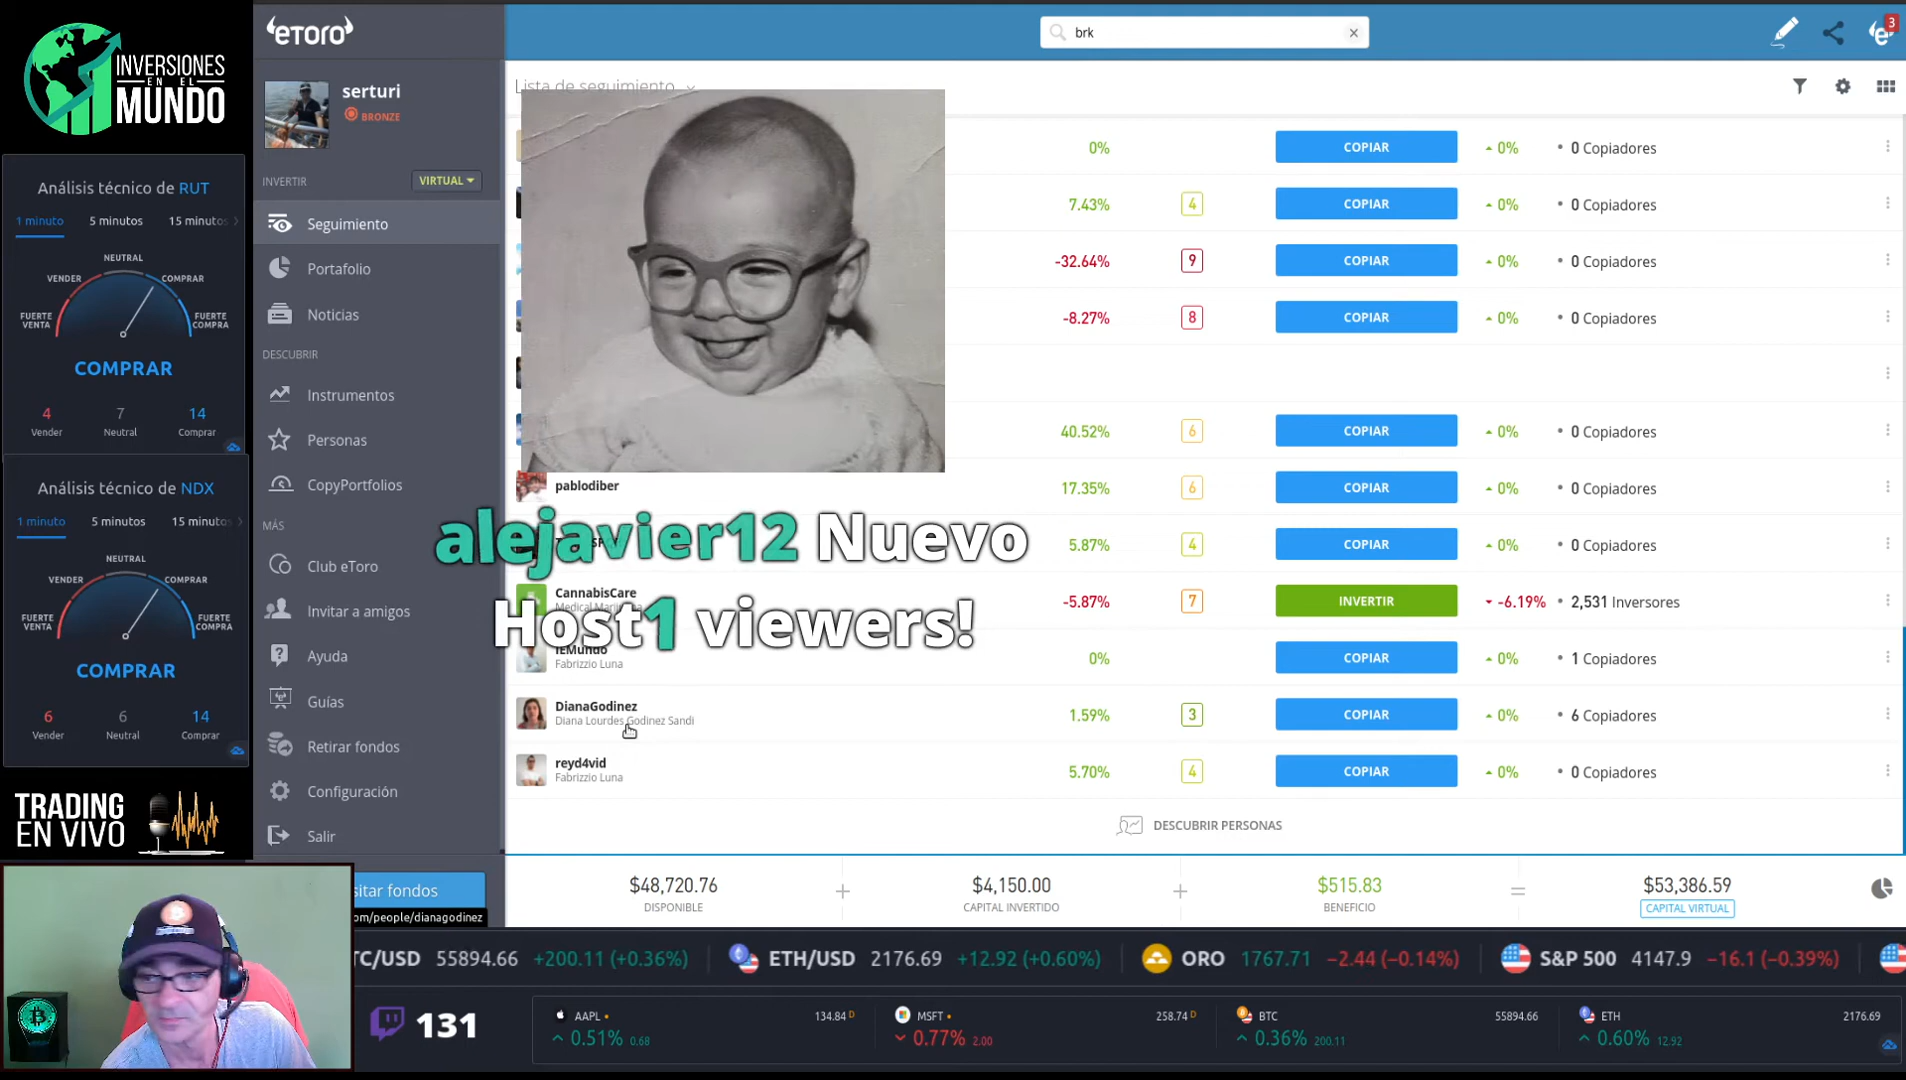 INVERSIONES
EN EL
MUNDO
Análisis técnico de RUT
1 minuto 5 minutos 15 minutos
NEUTRAL
VENDER COMPRAR
FUERTE VENTA FUERTE COMPRA
COMPRAR
4 7 14
Vender Neutral Comprar
Análisis técnico de NDX
1 minuto 5 minutos 15 minutos
NEUTRAL
VENDER COMPRAR
FUERTE VENTA FUERTE COMPRA
COMPRAR
6 6 14
Vender Neutral Comprar
TRADING
EN VIVO
eToro
serturi
BRONZE
INVERTIR VIRTUAL
Seguimiento
Portafolio
Noticias
DESCUBRIR
Instrumentos
Personas
CopyPortfolios
MÁS
Club eToro
Invitar a amigos
Ayuda
Guías
Retirar fondos
Configuración
Salir
sitar fondos
om/people/dianagodinez
brk
3
Lista de seguimiento
0% COPIAR 0% 0 Copiadores
7.43% 4 COPIAR 0% 0 Copiadores
-32.64% 9 COPIAR 0% 0 Copiadores
-8.27% 8 COPIAR 0% 0 Copiadores
40.52% 6 COPIAR 0% 0 Copiadores
pablodiber 17.35% 6 COPIAR 0% 0 Copiadores
5.87% 4 COPIAR 0% 0 Copiadores
alejavier12 Nuevo
Host1 viewers!
CannabisCare -5.87% 7 INVERTIR -6.19% 2,531 Inversores
IEMundo 0% COPIAR 0% 1 Copiadores
Fabrizzio Luna
DianaGodinez 1.59% 3 COPIAR 0% 6 Copiadores
Diana Lourdes Godinez Sandi
reyd4vid 5.70% 4 COPIAR 0% 0 Copiadores
Fabrizzio Luna
DESCUBRIR PERSONAS
$48,720.76 + $4,150.00 + $515.83 = $53,386.59
DISPONIBLE CAPITAL INVERTIDO BENEFICIO CAPITAL VIRTUAL
TC/USD 55894.66 +200.11 (+0.36%) ETH/USD 2176.69 +12.92 (+0.60%) ORO 1767.71 −2.44 (−0.14%) S&P 500 4147.9 −16.1 (−0.39%)
131
AAPL 134.84 D
0.51% 0.68
MSFT 258.74 D
0.77% 2.00
BTC 55894.66
0.36% 200.11
ETH 2176.69
0.60% 12.92